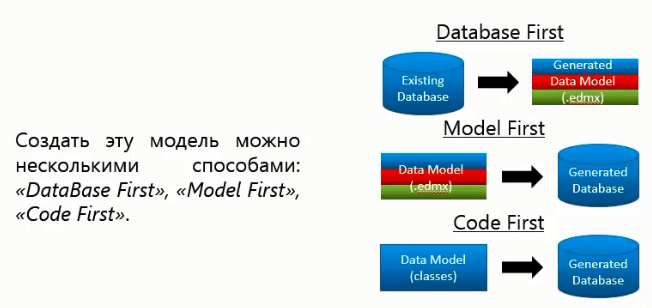 Создать эту модель можно
несколькими способами:
«DataBase First», «Model First»,
«Code First».
Database First
Existing
Database
Generated
Data Model
(.edmx)
Model First
Data Model
(.edmx)
Generated
Database
Code First
Data Model
(classes)
Generated
Database